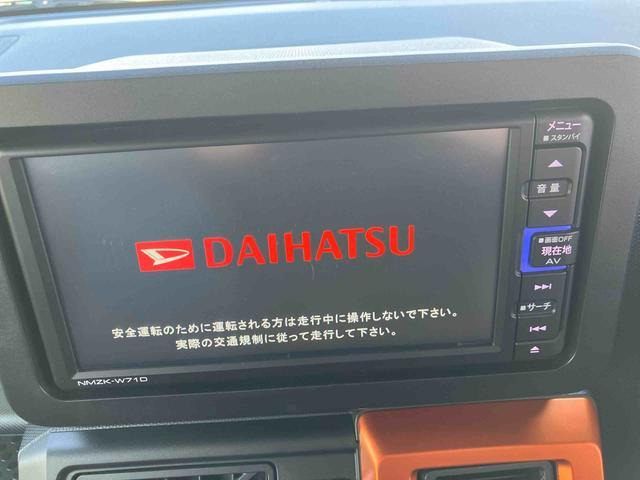 DAIHATSU
安全運転のために運転される方は走行中に操作しないで下さい。
実際の交通規制に従って走行して下さい。
NMZK-W71D
メニュー
スタンバイ
音量
画面OFF
現在地
AV
サーチ